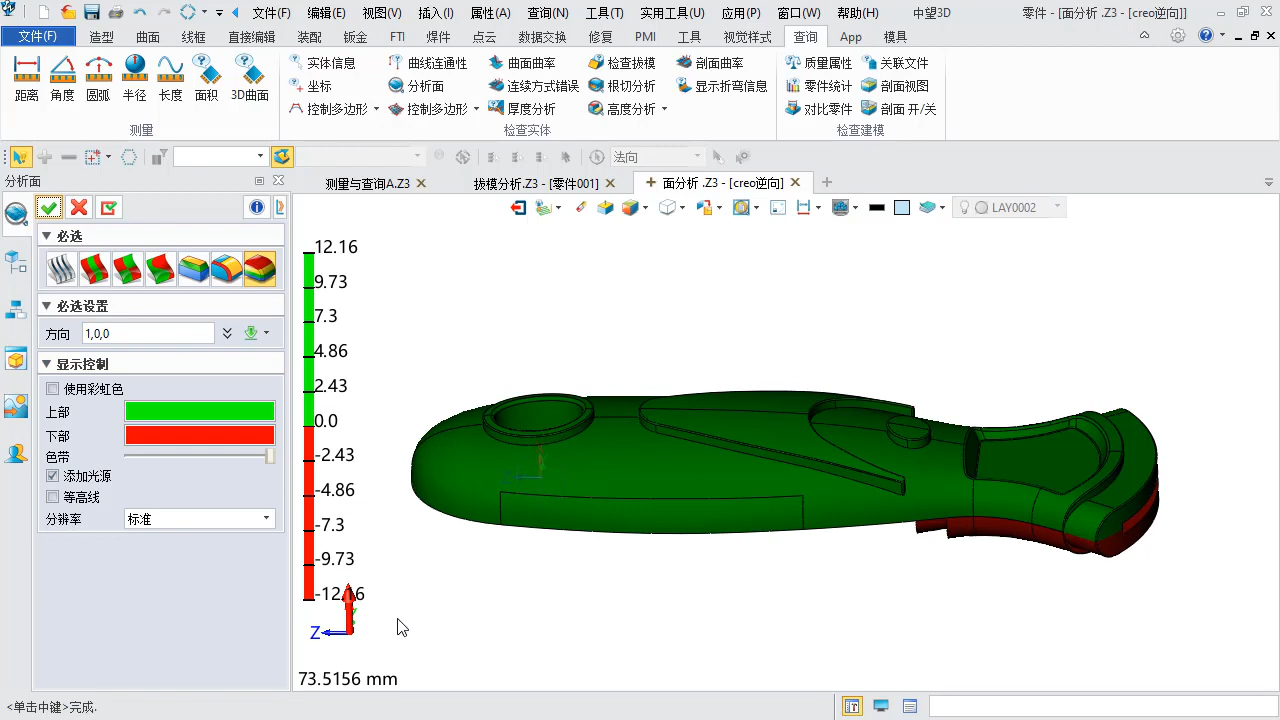 文件(F) 编辑(E) 视图(V) 插入(I) 属性(A) 查询(N) 工具(T) 实用工具(U) 应用(P) 窗口(W) 帮助(H) 中望3D 零件 - [面分析 .Z3 - [creo逆向]]
文件(F) 造型 曲面 线框 直接编辑 装配 钣金 FTI 焊件 点云 数据交换 修复 PMI 工具 视觉样式 查询 App 模具
实体信息 曲线连通性 曲面曲率 检查拔模 剖面曲率 质量属性 关联文件
坐标 分析面 连续方式错误 根切分析 显示折弯信息 零件统计 剖面视图
距离 角度 圆弧 半径 长度 面积 3D曲面
控制多边形 控制多边形 厚度分析 高度分析 对比零件 剖面 开/关
测量 检查实体 检查建模
法向
分析面
测量与查询A.Z3 拔模分析.Z3 - [零件001] 面分析 .Z3 - [creo逆向]
LAY0002
必选
必选设置
方向 1,0,0
显示控制
使用彩虹色
上部
下部
色带
添加光源
等高线
分辨率 标准
12.16
9.73
7.3
4.86
2.43
0.0
-2.43
-4.86
-7.3
-9.73
-12.16
Z
73.5156 mm
<单击中键>完成.